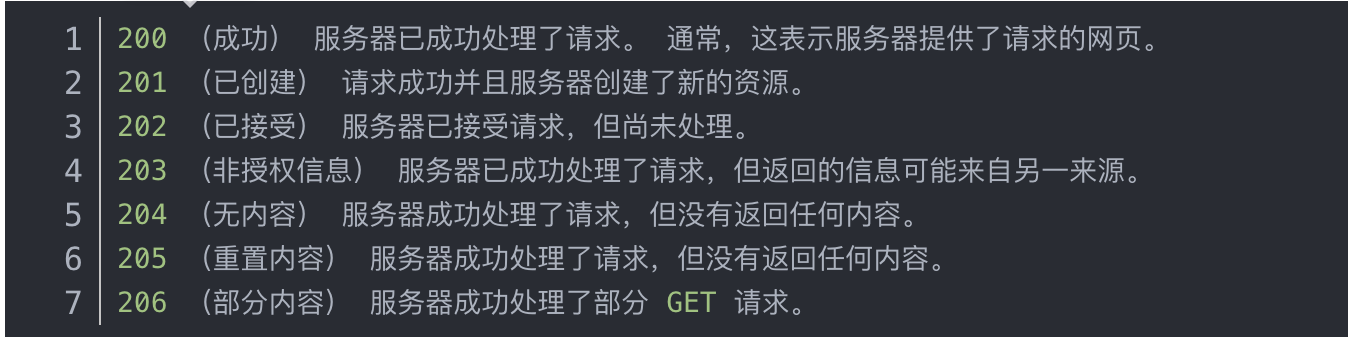 1 200 （成功） 服务器已成功处理了请求。 通常，这表示服务器提供了请求的网页。
2 201 （已创建） 请求成功并且服务器创建了新的资源。
3 202 （已接受） 服务器已接受请求，但尚未处理。
4 203 （非授权信息） 服务器已成功处理了请求，但返回的信息可能来自另一来源。
5 204 （无内容） 服务器成功处理了请求，但没有返回任何内容。
6 205 （重置内容） 服务器成功处理了请求，但没有返回任何内容。
7 206 （部分内容） 服务器成功处理了部分 GET 请求。